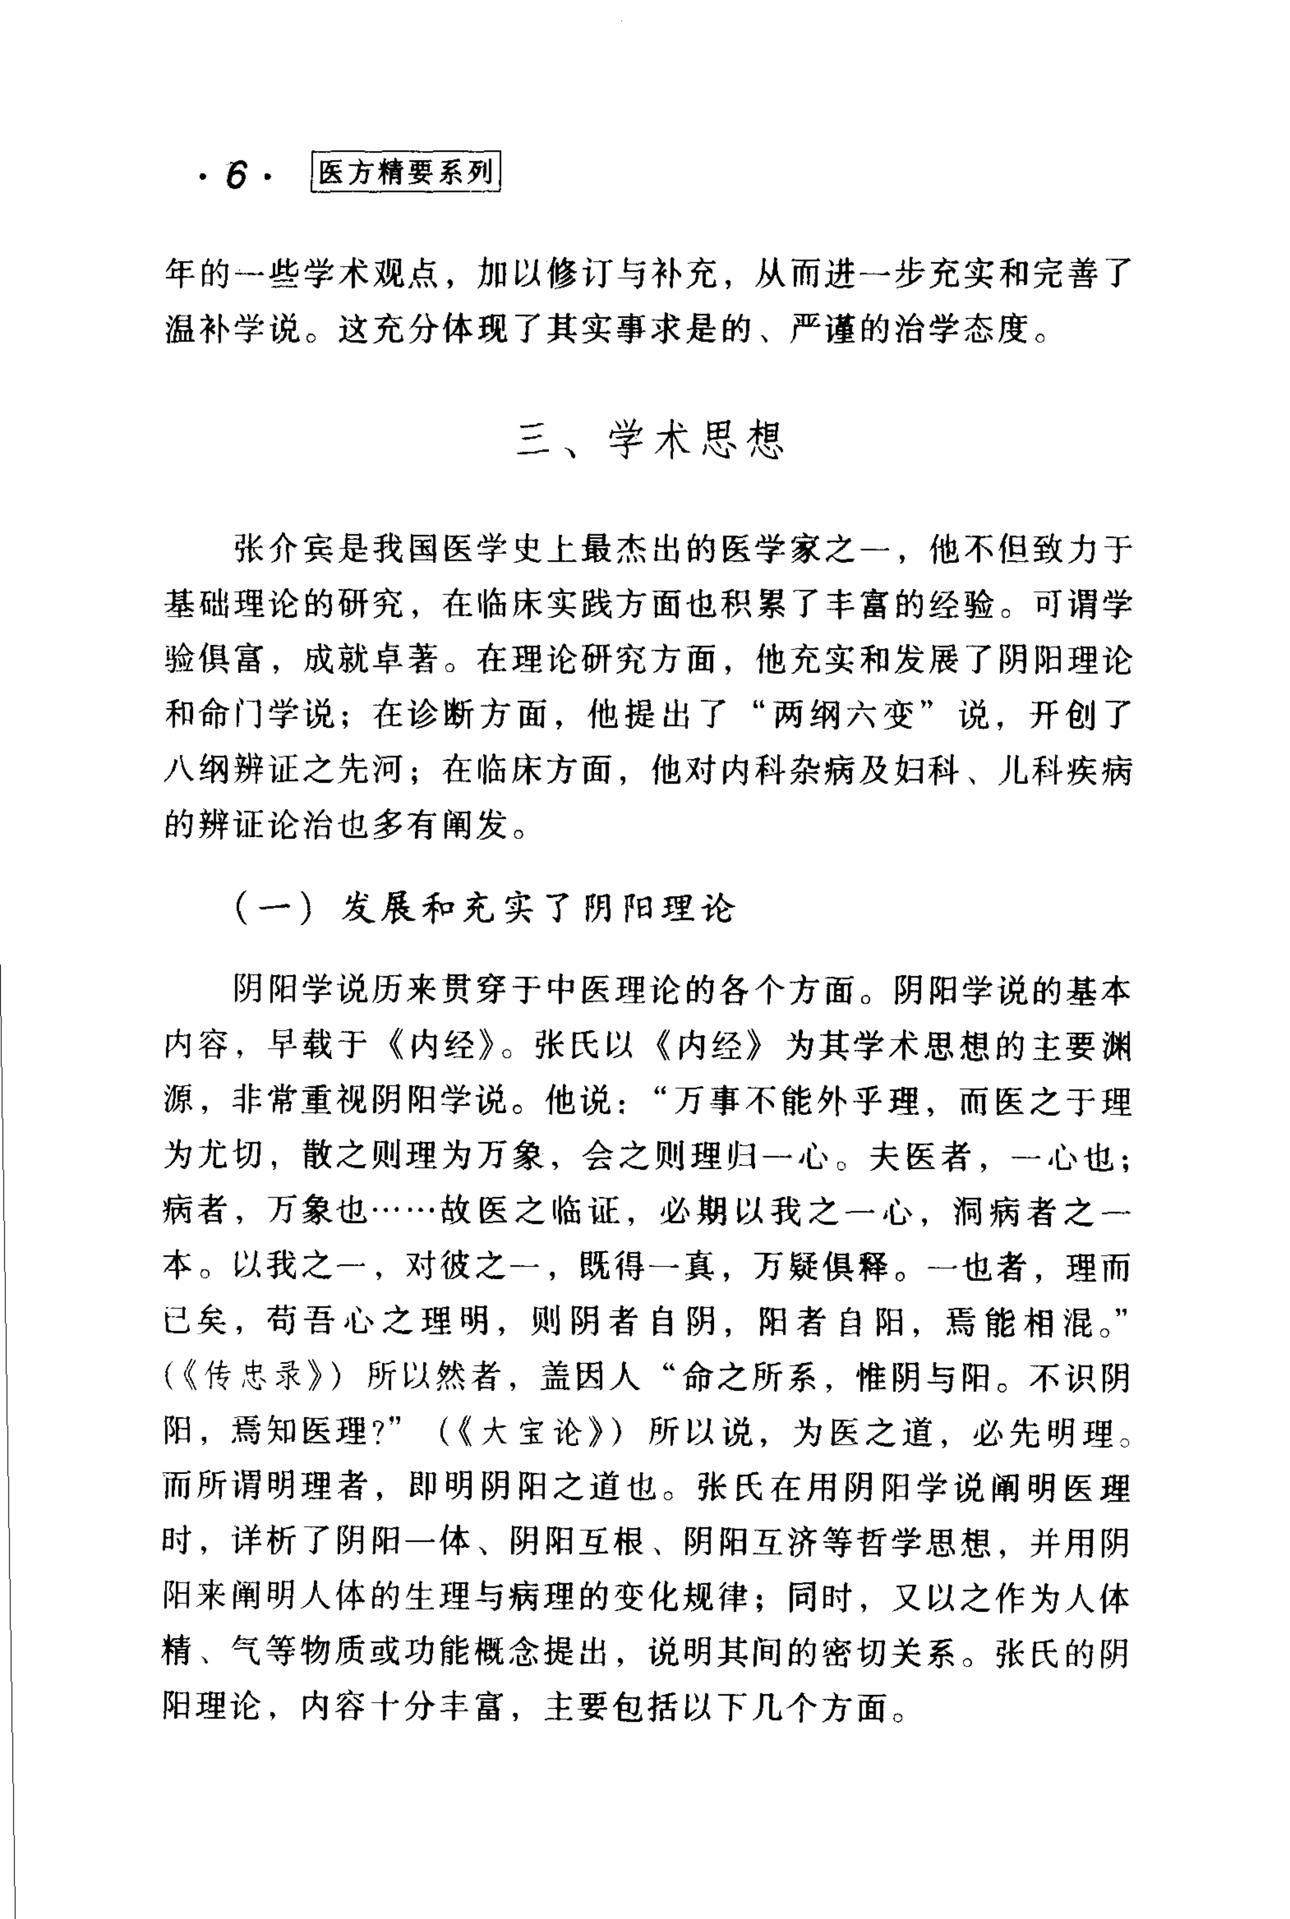 ·6· 医方精要系列
年的一些学术观点，加以修订与补充，从而进一步充实和完善了
温补学说。这充分体现了其实事求是的、严谨的治学态度。
三、学术思想
张介宾是我国医学史上最杰出的医学家之一，他不但致力于
基础理论的研究，在临床实践方面也积累了丰富的经验。可谓学
验俱富，成就卓著。在理论研究方面，他充实和发展了阴阳理论
和命门学说；在诊断方面，他提出了“两纲六变”说，开创了
八纲辨证之先河；在临床方面，他对内科杂病及妇科、儿科疾病
的辨证论治也多有阐发。
（一）发展和充实了阴阳理论
阴阳学说历来贯穿于中医理论的各个方面。阴阳学说的基本
内容，早载于《内经》。张氏以《内经》为其学术思想的主要渊
源，非常重视阴阳学说。他说：“万事不能外乎理，而医之于理
为尤切，散之则理为万象，会之则理归一心。夫医者，一心也；
病者，万象也……故医之临证，必期以我之一心，洞病者之一
本。以我之一，对彼之一，既得一真，万疑俱释。一也者，理而
已矣，苟吾心之理明，则阴者自阴，阳者自阳，焉能相混。”
（《传忠录》）所以然者，盖因人“命之所系，惟阴与阳。不识阴
阳，焉知医理？”（《大宝论》）所以说，为医之道，必先明理。
而所谓明理者，即明阴阳之道也。张氏在用阴阳学说阐明医理
时，详析了阴阳一体、阴阳互根、阴阳互济等哲学思想，并用阴
阳来阐明人体的生理与病理的变化规律；同时，又以之作为人体
精、气等物质或功能概念提出，说明其间的密切关系。张氏的阴
阳理论，内容十分丰富，主要包括以下几个方面。